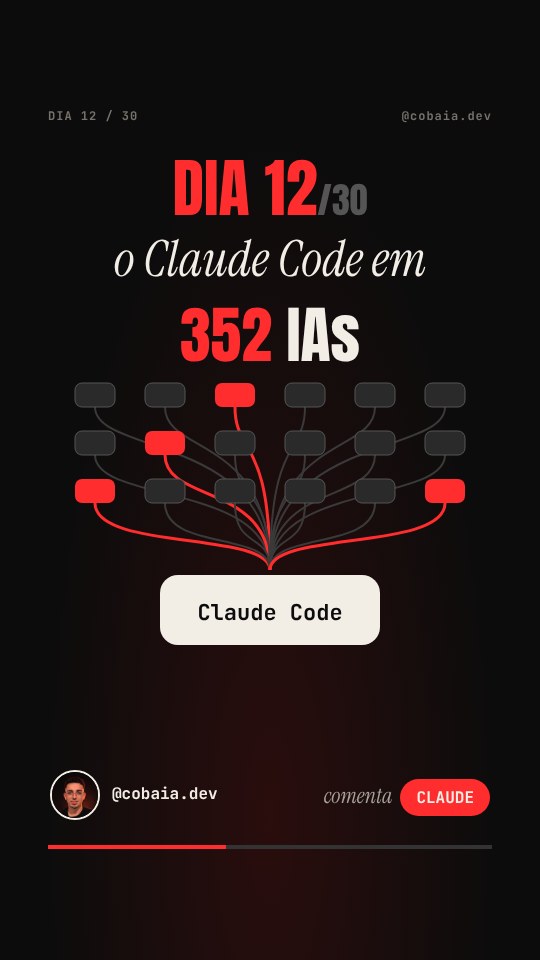 DIA 12 / 30
@cobaia.dev
DIA 12/30
o Claude Code em
352 IAs
Claude Code
@cobaia.dev
comenta CLAUDE